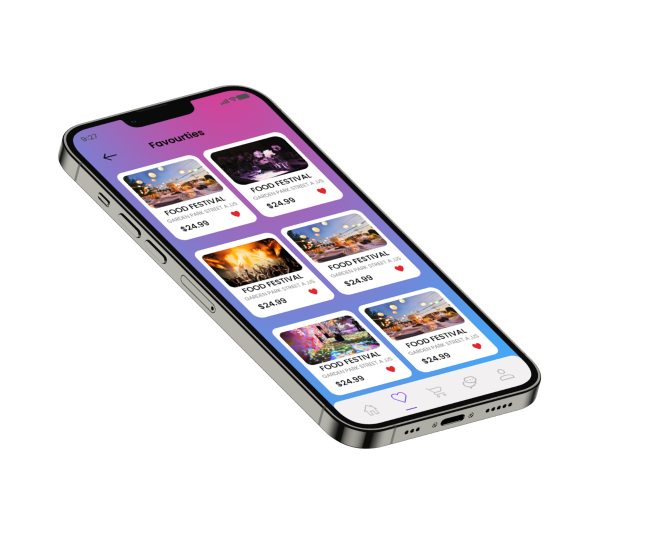 9:27
Favourties
FOOD FESTIVAL
GARDEN PARK STREET A ,US
$24.99
FOOD FESTIVAL
GARDEN PARK STREET A ,US
$24.99
FOOD FESTIVAL
GARDEN PARK STREET A ,US
$24.99
FOOD FESTIVAL
GARDEN PARK STREET A ,US
$24.99
FOOD FESTIVAL
GARDEN PARK STREET A ,US
$24.99
FOOD FESTIVAL
GARDEN PARK STREET A ,US
$24.99